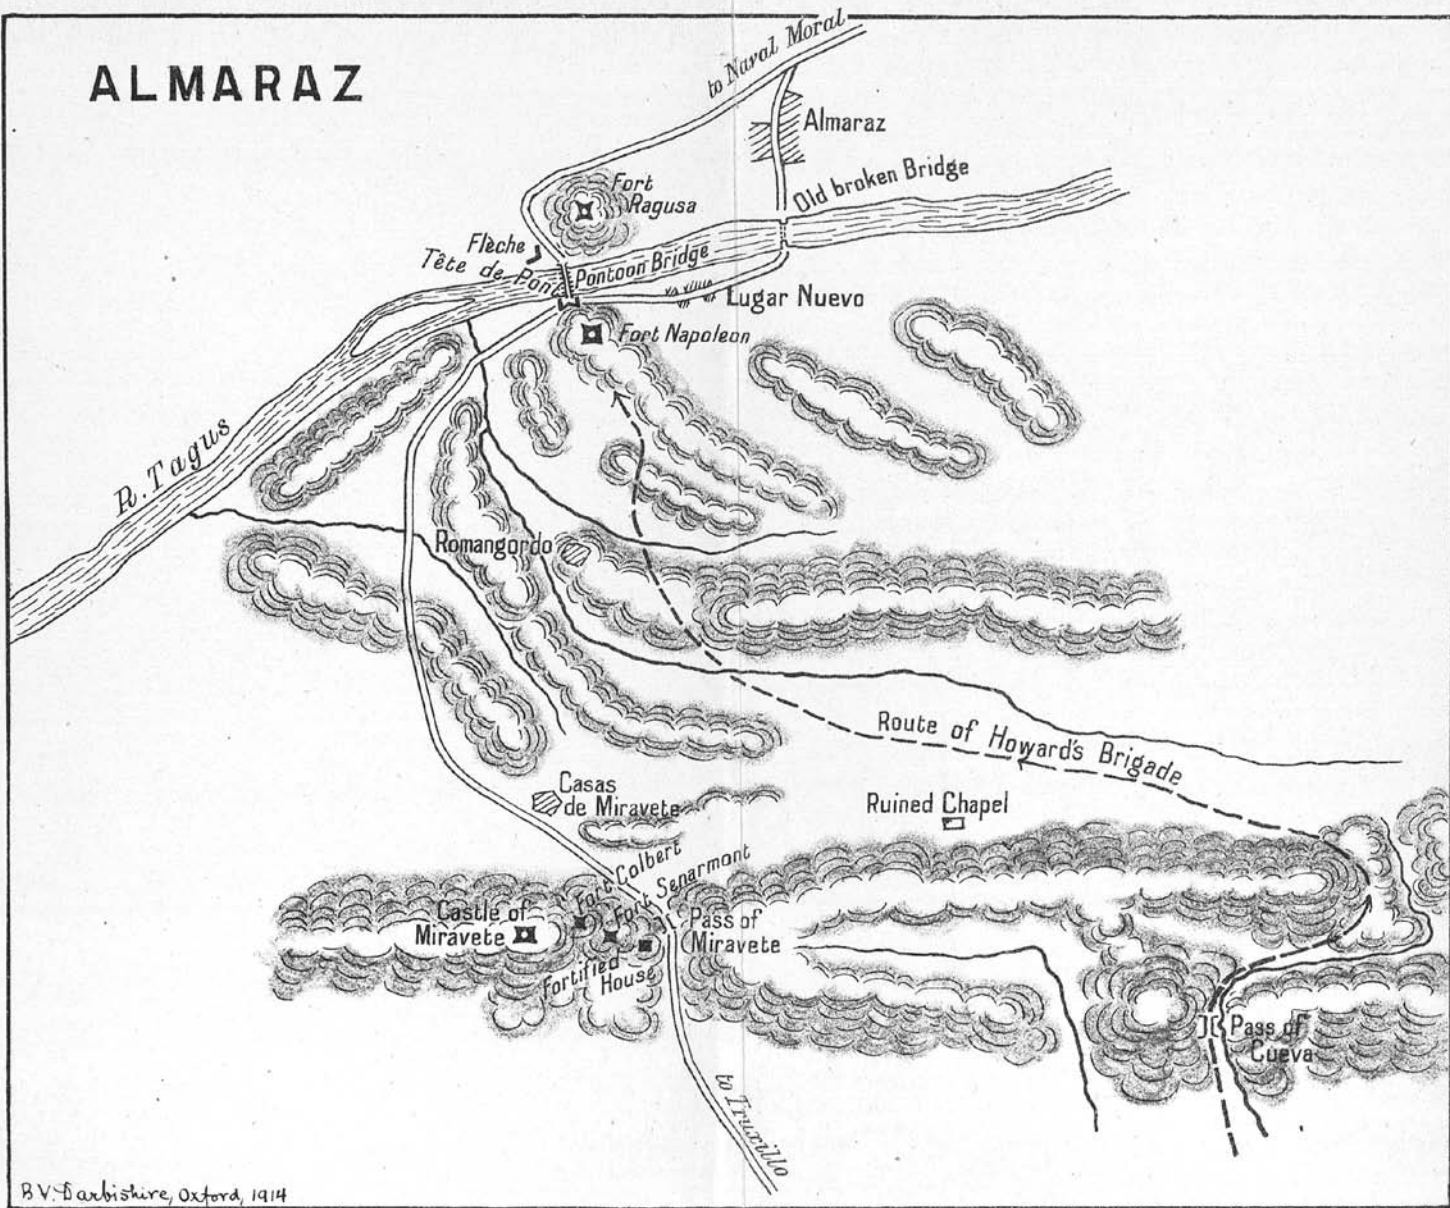 ALMARAZ
to Naval Moral
Almaraz
Old broken Bridge
Fort
Ragusa
Flèche
Tête de Pont
Pontoon Bridge
Lugar Nuevo
Fort Napoleon
R. Tagus
Romangordo
Route of Howard's Brigade
Casas
de Miravete
Ruined Chapel
Fort Colbert
Fort Senarmont
Castle of
Miravete
Pass of
Miravete
Fortified
House
Pass of
Cueva
to Truxillo
B.V. Darbishire, Oxford, 1914